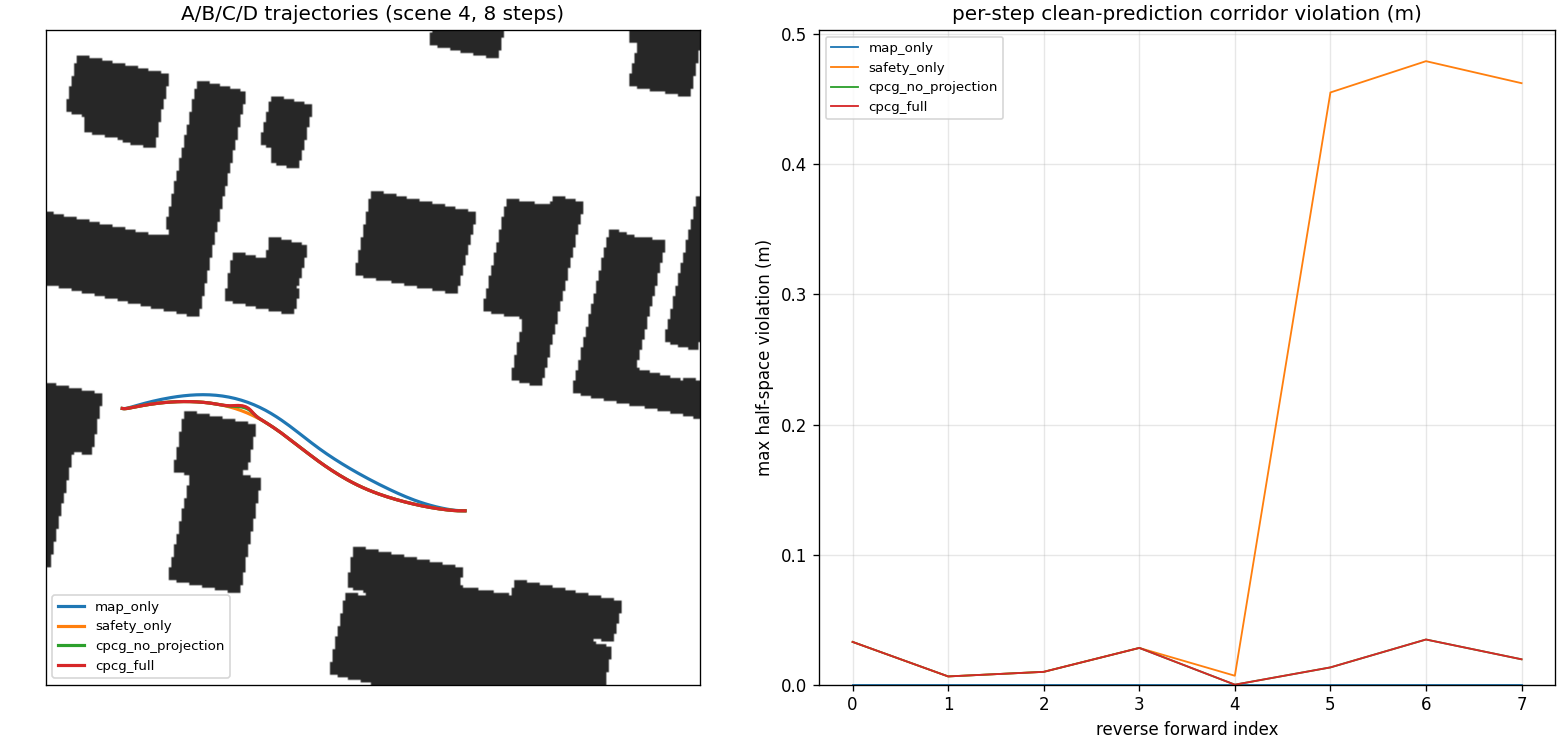 A/B/C/D trajectories (scene 4, 8 steps)
map_only
safety_only
cpcg_no_projection
cpcg_full
per-step clean-prediction corridor violation (m)
map_only
safety_only
cpcg_no_projection
cpcg_full
max half-space violation (m)
0.5
0.4
0.3
0.2
0.1
0.0
0 1 2 3 4 5 6 7
reverse forward index